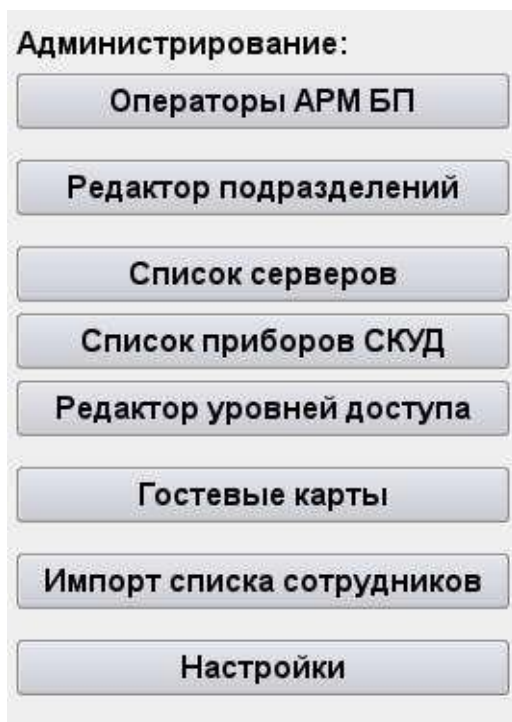 Администрирование:
Операторы АРМ БП
Редактор подразделений
Список серверов
Список приборов СКУД
Редактор уровней доступа
Гостевые карты
Импорт списка сотрудников
Настройки